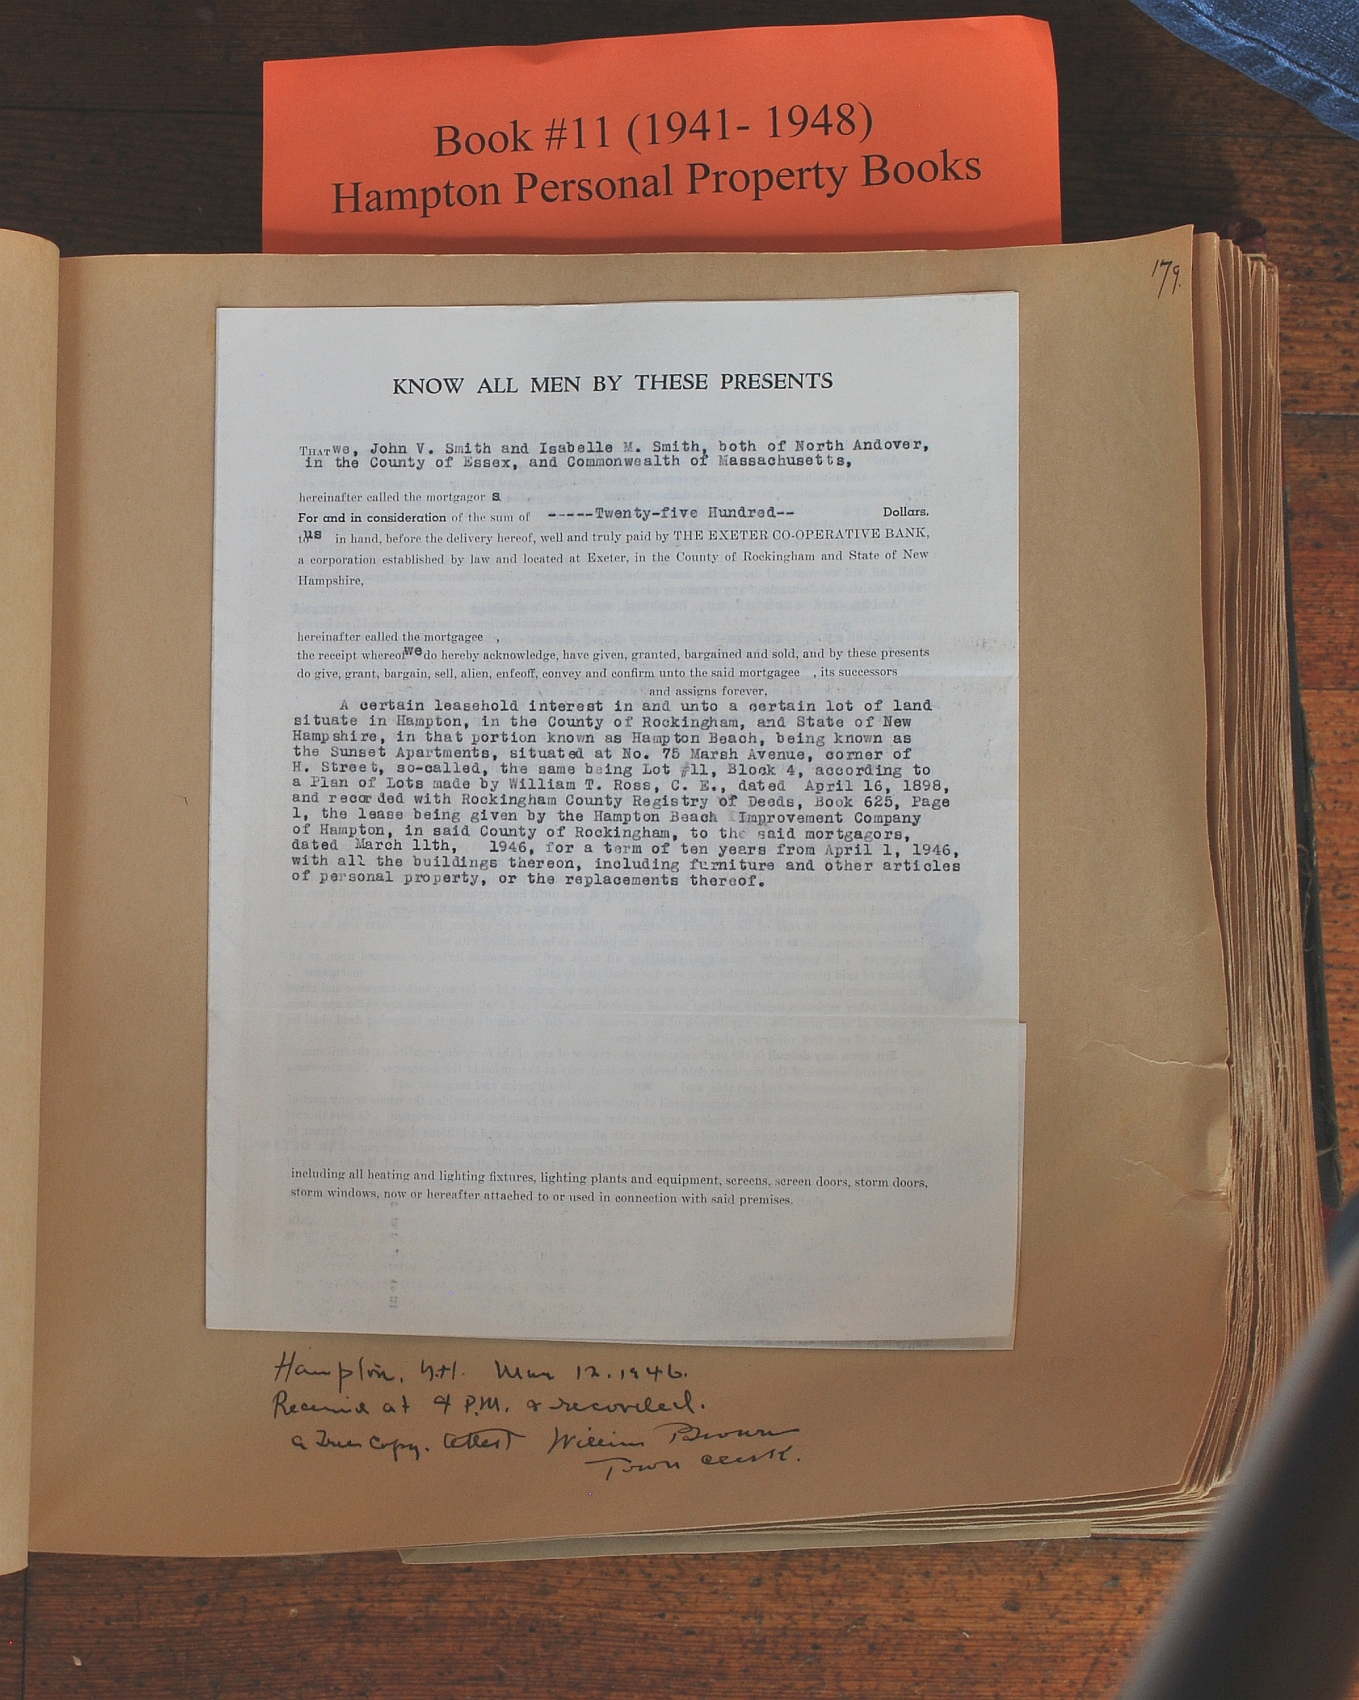 Book #11 (1941- 1948)
Hampton Personal Property Books
179.
KNOW ALL MEN BY THESE PRESENTS
THAT We, John V. Smith and Isabelle M. Smith, both of North Andover,
in the County of Essex, and Commonwealth of Massachusetts,
hereinafter called the mortgagor s
For and in consideration of the sum of -----Twenty-five Hundred-- Dollars,
us in hand, before the delivery hereof, well and truly paid by THE EXETER CO-OPERATIVE BANK,
a corporation established by law and located at Exeter, in the County of Rockingham and State of New
Hampshire,
hereinafter called the mortgagee ,
the receipt whereof we do hereby acknowledge, have given, granted, bargained and sold, and by these presents
do give, grant, bargain, sell, alien, enfeoff, convey and confirm unto the said mortgagee , its successors
and assigns forever,
A certain leasehold interest in and unto a certain lot of land
situate in Hampton, in the County of Rockingham, and State of New
Hampshire, in that portion known as Hampton Beach, being known as
the Sunset Apartments, situated at No. 75 Marsh Avenue, corner of
H. Street, so-called, the same being Lot #11, Block 4, according to
a Plan of Lots made by William T. Ross, C. E., dated April 16, 1898,
and recorded with Rockingham County Registry of Deeds, Book 625, Page
1, the lease being given by the Hampton Beach Improvement Company
of Hampton, in said County of Rockingham, to the said mortgagors,
dated March 11th, 1946, for a term of ten years from April 1, 1946,
with all the buildings thereon, including furniture and other articles
of personal property, or the replacements thereof.
including all heating and lighting fixtures, lighting plants and equipment, screens, screen doors, storm doors,
storm windows, now or hereafter attached to or used in connection with said premises.
Hampton, N.H. Mar 12. 1946.
Received at 4 P.M. & recorded.
a True Copy. Attest William Brown
Town Clerk.